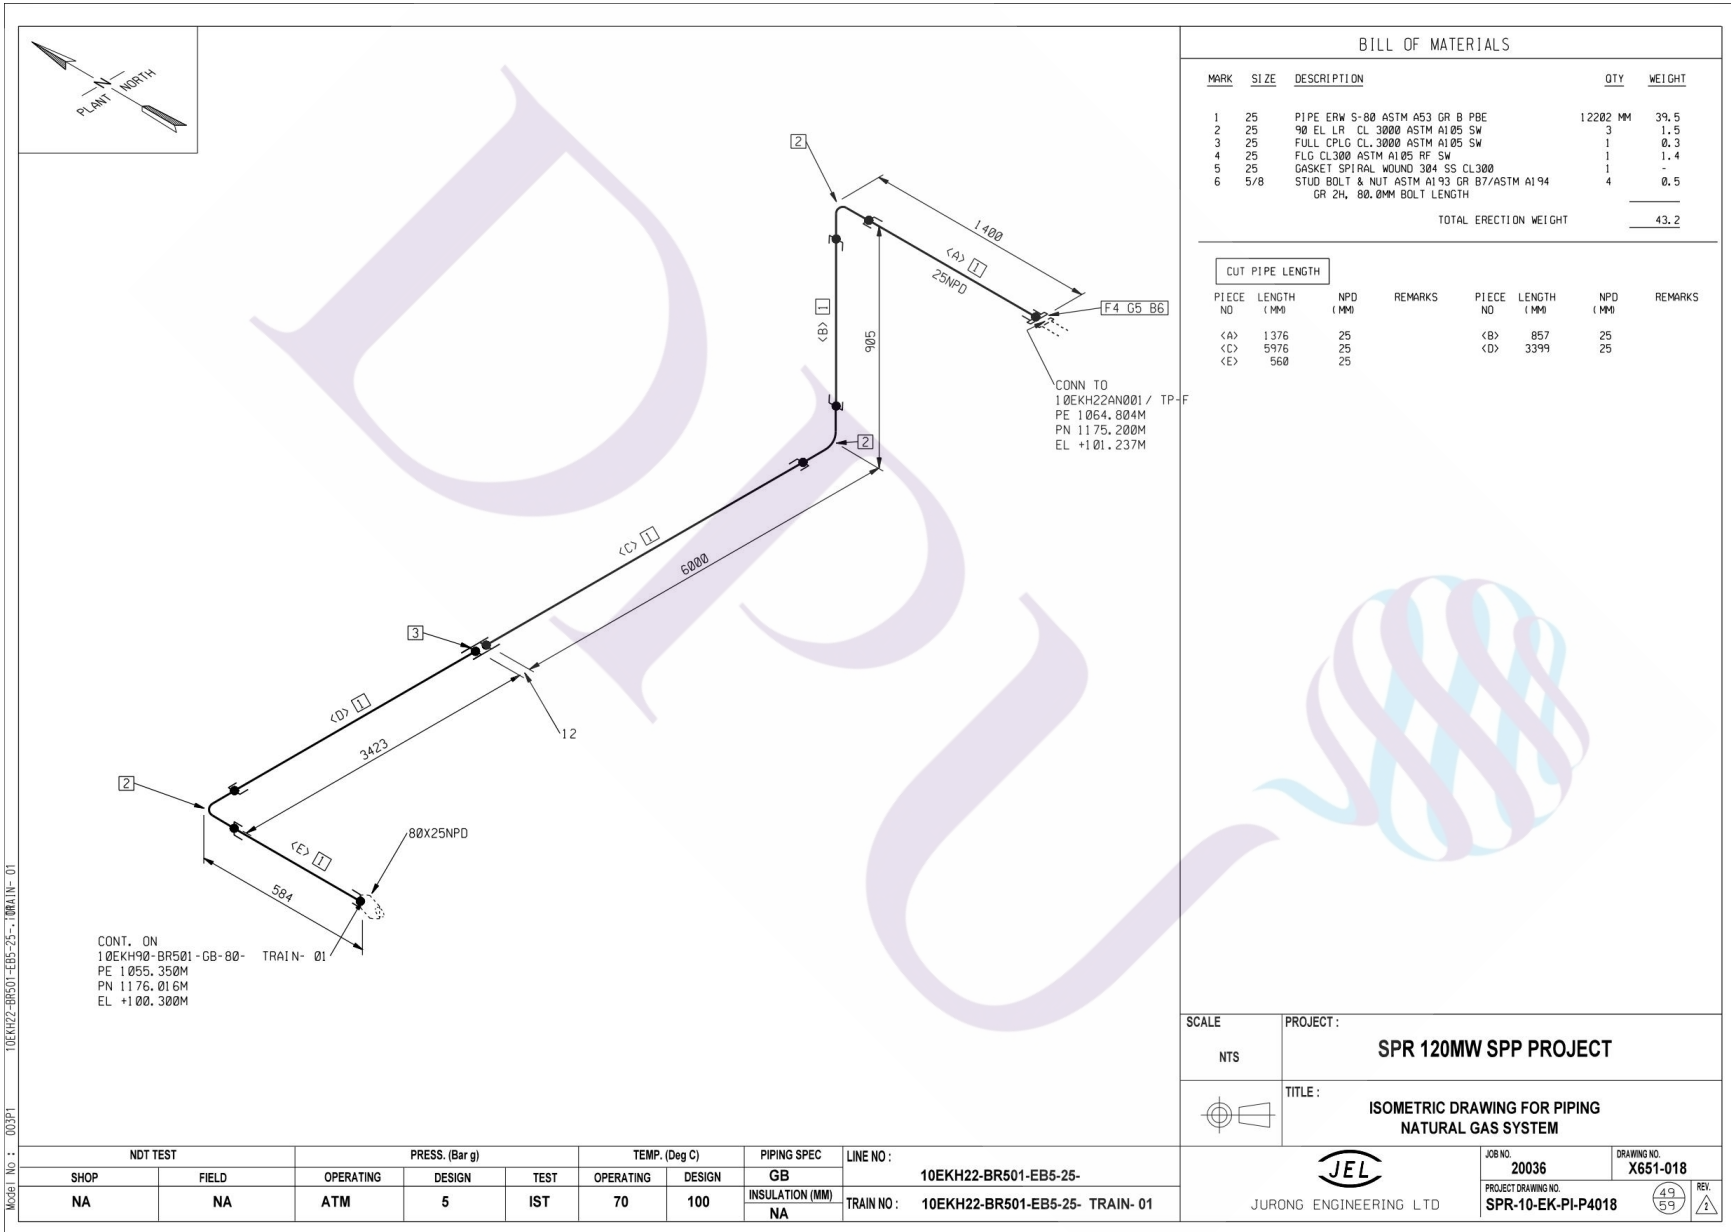 N
PLANT NORTH
2
1400
<A> 1
25NPD
F4 G5 B6
<B> 1
905
CONN TO
10EKH22AN001/ TP-F
PE 1064.804M
PN 1175.200M
EL +101.237M
2
<C> 1
6000
3
<D> 1
3423
12
2
<E> 1
80X25NPD
584
CONT. ON
10EKH90-BR501-GB-80- TRAIN- 01
PE 1055.350M
PN 1176.016M
EL +100.300M
DPU
BILL OF MATERIALS
MARK SIZE DESCRIPTION QTY WEIGHT
1 25 PIPE ERW S-80 ASTM A53 GR B PBE 12202 MM 39.5
2 25 90 EL LR CL 3000 ASTM A105 SW 3 1.5
3 25 FULL CPLG CL.3000 ASTM A105 SW 1 0.3
4 25 FLG CL300 ASTM A105 RF SW 1 1.4
5 25 GASKET SPIRAL WOUND 304 SS CL300 1 -
6 5/8 STUD BOLT & NUT ASTM A193 GR B7/ASTM A194 4 0.5
GR 2H, 80.0MM BOLT LENGTH
TOTAL ERECTION WEIGHT 43.2
CUT PIPE LENGTH
PIECE LENGTH NPD REMARKS PIECE LENGTH NPD REMARKS
NO (MM) (MM) NO (MM) (MM)
<A> 1376 25 <B> 857 25
<C> 5976 25 <D> 3399 25
<E> 560 25
SCALE
NTS
PROJECT :
SPR 120MW SPP PROJECT
TITLE :
ISOMETRIC DRAWING FOR PIPING
NATURAL GAS SYSTEM
JEL
JURONG ENGINEERING LTD
JOB NO.
20036
DRAWING NO.
X651-018
PROJECT DRAWING NO.
SPR-10-EK-PI-P4018
49
59
REV.
2
NDT TEST PRESS. (Bar g) TEMP. (Deg C) PIPING SPEC LINE NO :
SHOP FIELD OPERATING DESIGN TEST OPERATING DESIGN GB 10EKH22-BR501-EB5-25-
NA NA ATM 5 IST 70 100 INSULATION (MM) TRAIN NO : 10EKH22-BR501-EB5-25- TRAIN- 01
NA
Model No : 003P1